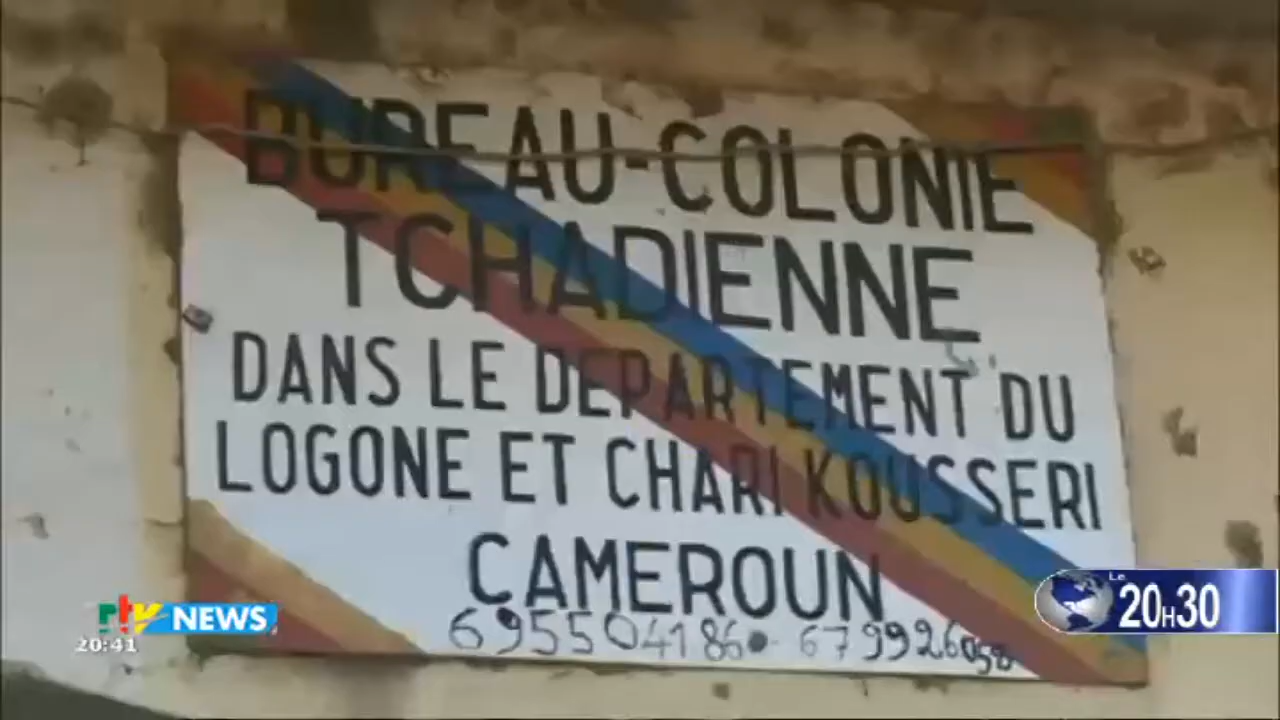 BUREAU-COLONIE
TCHADIENNE
DANS LE DEPARTEMENT DU
LOGONE ET CHARI KOUSSERI
CAMEROUN
695504186 • 679926058
rtv NEWS
20:41
Le
20H30